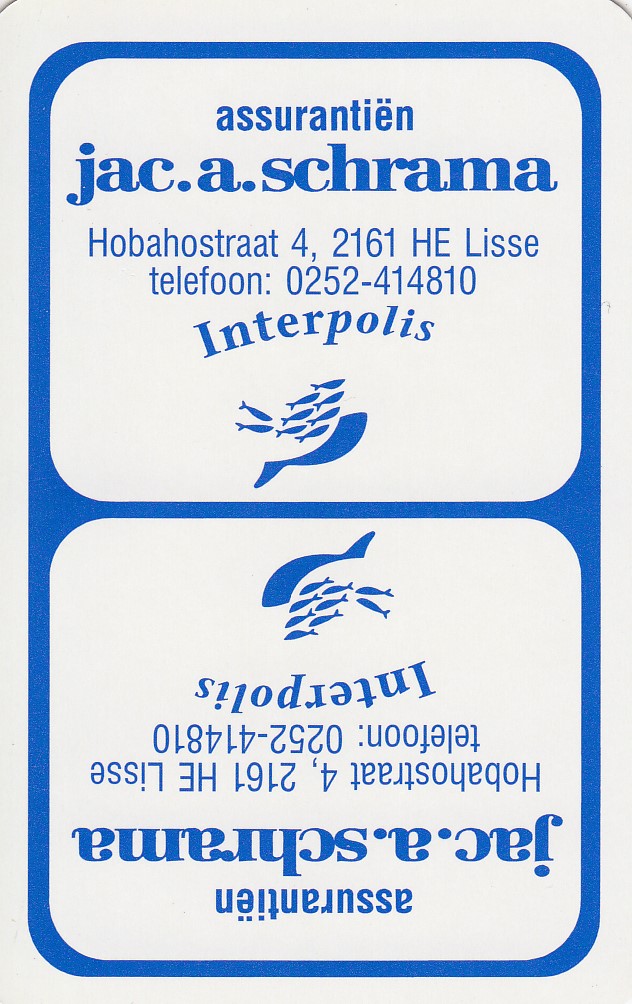 assurantiën
jac.a.schrama
Hobahostraat 4, 2161 HE Lisse
telefoon: 0252-414810
Interpolis
Interpolis
telefoon: 0252-414810
Hobahostraat 4, 2161 HE Lisse
jac.a.schrama
assurantiën